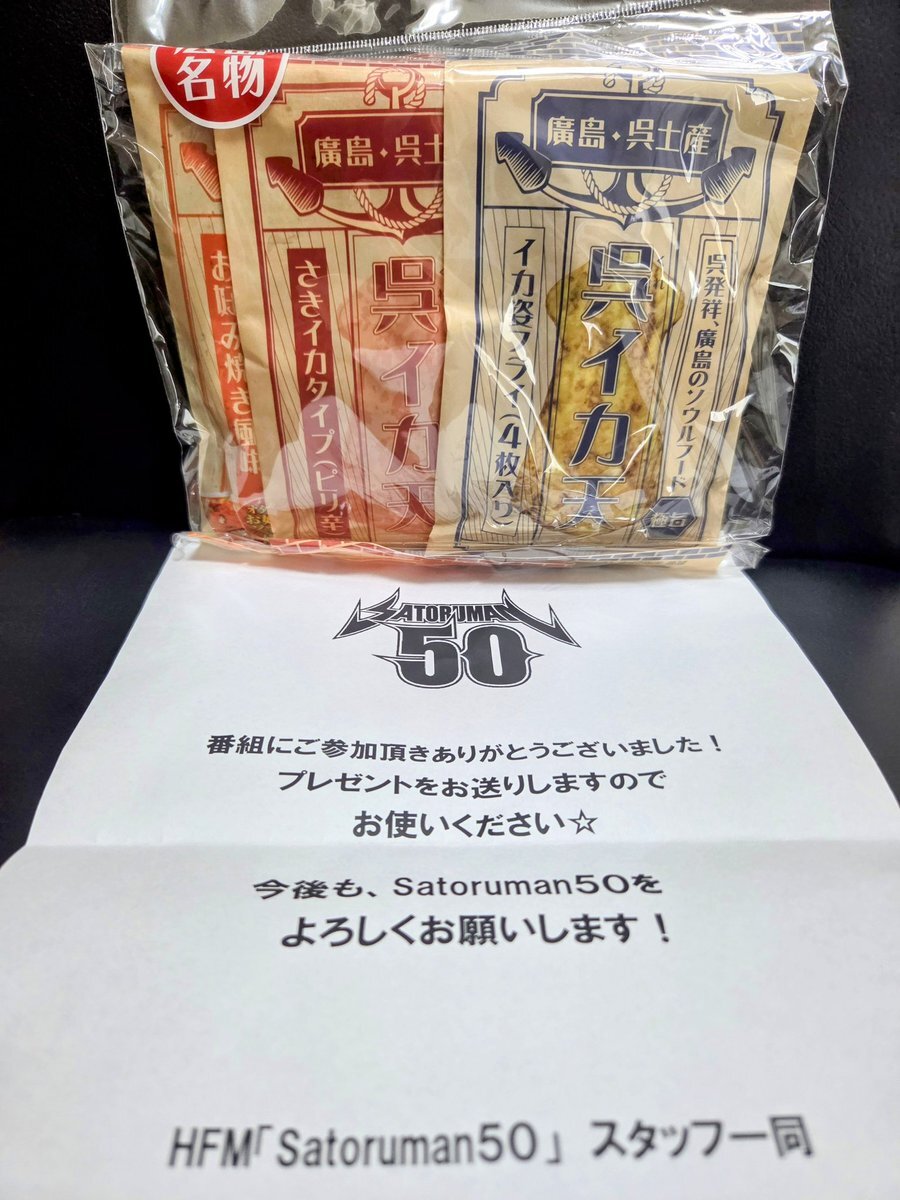 名物
お好み焼き風味
廣島・呉土
呉イカ天
さきイカタイプ(ピリ辛)
廣島・呉土産
呉発祥、廣島のソウルフード
呉イカ天
イカ姿フライ(4枚入り)
SATORUMAN
50
番組にご参加頂きありがとうございました!
プレゼントをお送りしますので
お使いください☆
今後も、Satoruman50を
よろしくお願いします!
HFM「Satoruman50」 スタッフ一同